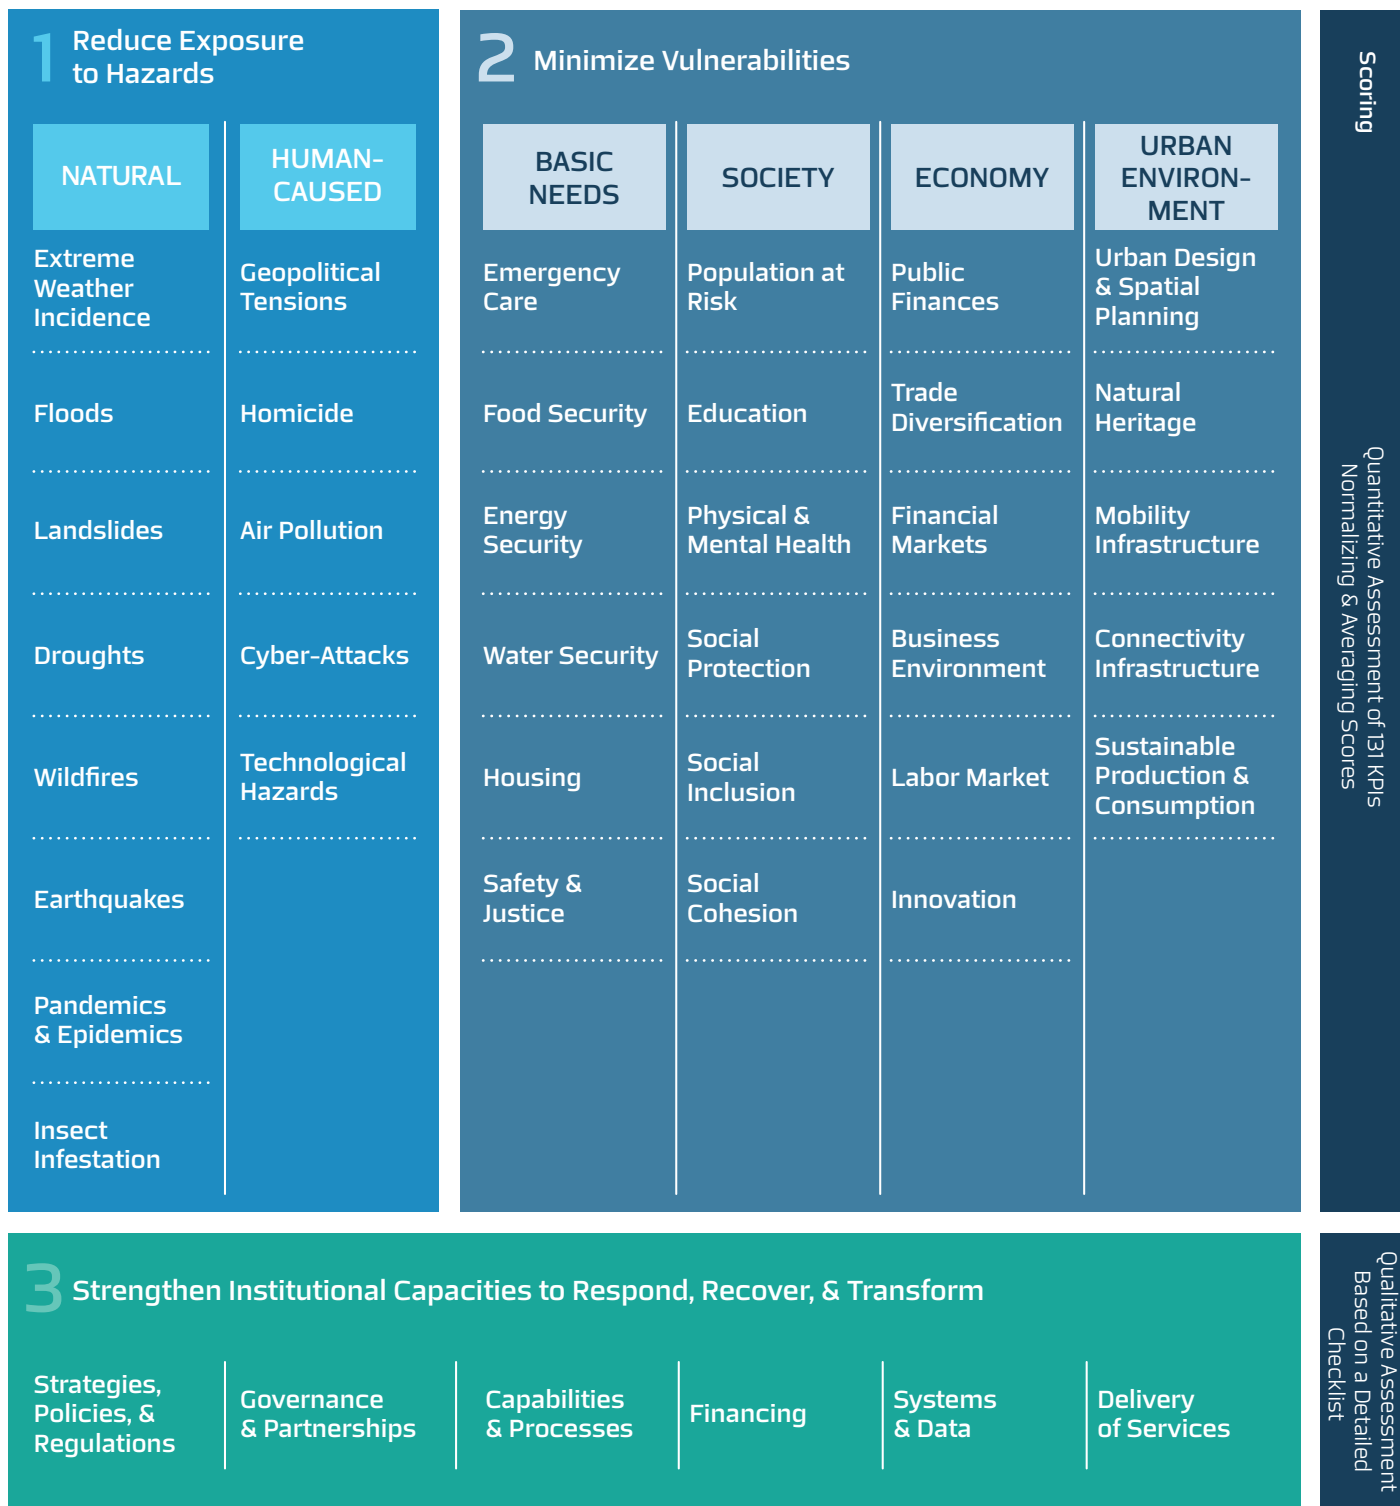 1
Reduce Exposure
to Hazards
NATURAL
Extreme
Weather
Incidence
Floods
Landslides
Droughts
Wildfires
Earthquakes
Pandemics
& Epidemics
Insect
Infestation
HUMAN-
CAUSED
Geopolitical
Tensions
Homicide
Air Pollution
Cyber-Attacks
Technological
Hazards
2
Minimize Vulnerabilities
BASIC
NEEDS
Emergency
Care
Food Security
Energy
Security
Water Security
Housing
Safety &
Justice
SOCIETY
Population at
Risk
Education
Physical &
Mental Health
Social
Protection
Social
Inclusion
Social
Cohesion
ECONOMY
Public
Finances
Trade
Diversification
Financial
Markets
Business
Environment
Labor Market
Innovation
URBAN
ENVIRON-
MENT
Urban Design
& Spatial
Planning
Natural
Heritage
Mobility
Infrastructure
Connectivity
Infrastructure
Sustainable
Production &
Consumption
Scoring
Quantitative Assessment of 131 KPIs
Normalizing & Averaging Scores
3
Strengthen Institutional Capacities to Respond, Recover, & Transform
Strategies,
Policies, &
Regulations
Governance
& Partnerships
Capabilities
& Processes
Financing
Systems
& Data
Delivery
of Services
Qualitative Assessment
Based on a Detailed
Checklist